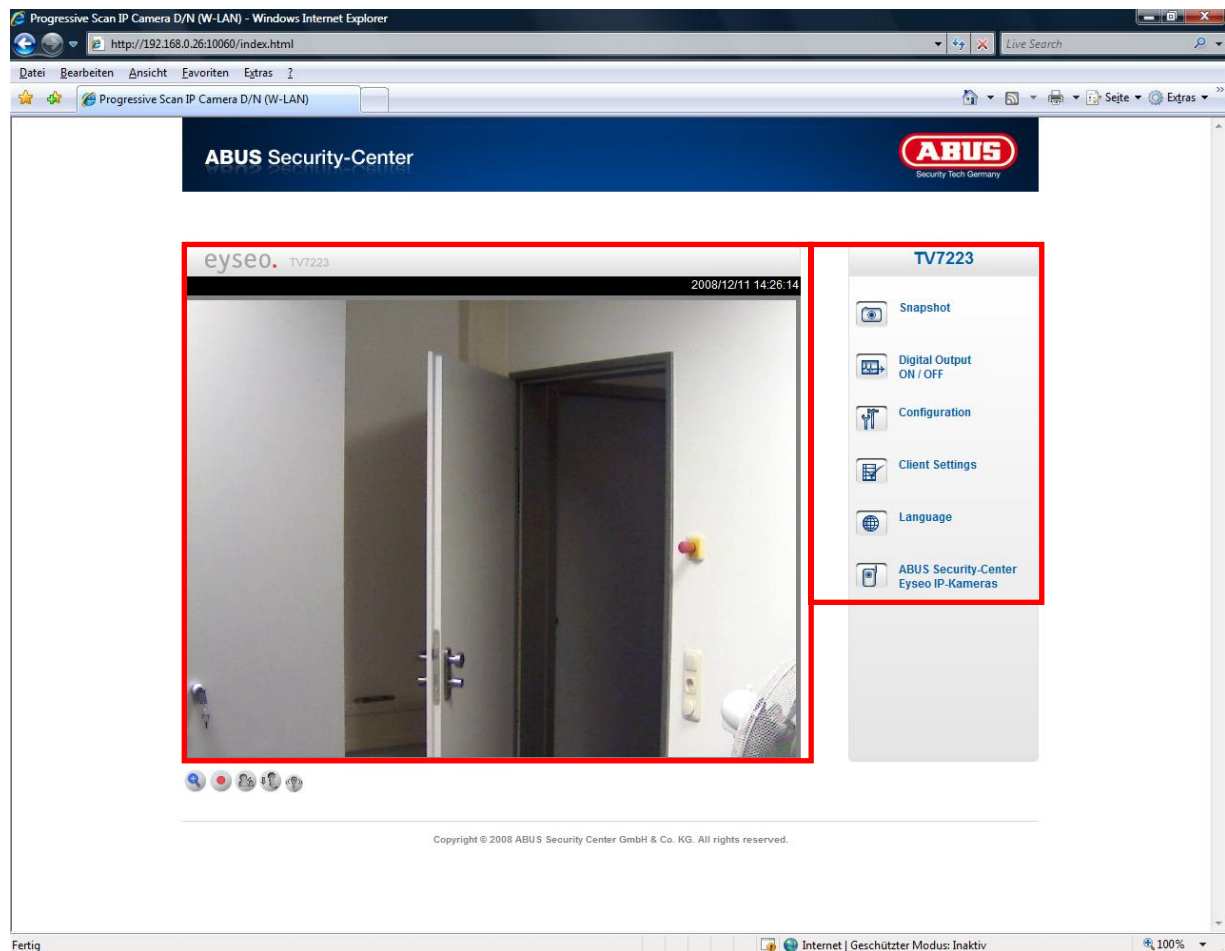 Progressive Scan IP Camera D/N (W-LAN) - Windows Internet Explorer
http://192.168.0.26:10060/index.html
Live Search
Datei Bearbeiten Ansicht Favoriten Extras ?
Progressive Scan IP Camera D/N (W-LAN)
Seite Extras »
ABUS Security-Center
ABUS
Security Tech Germany
eyseo. TV7223
2008/12/11 14:26:14
TV7223
Snapshot
Digital Output
ON / OFF
Configuration
Client Settings
Language
ABUS Security-Center
Eyseo IP-Kameras
Copyright © 2008 ABUS Security Center GmbH & Co. KG. All rights reserved.
Fertig
Internet | Geschützter Modus: Inaktiv
100%